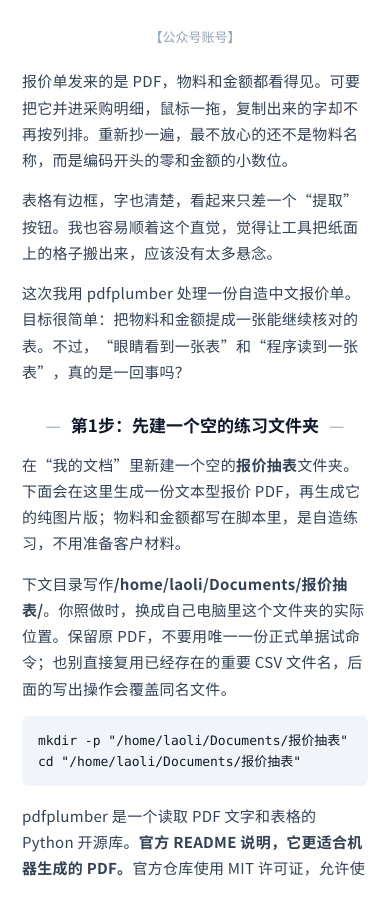 【公众号账号】
报价单发来的是 PDF，物料和金额都看得见。可要
把它并进采购明细，鼠标一拖，复制出来的字却不
再按列排。重新抄一遍，最不放心的还不是物料名
称，而是编码开头的零和金额的小数位。
表格有边框，字也清楚，看起来只差一个“提取”
按钮。我也容易顺着这个直觉，觉得让工具把纸面
上的格子搬出来，应该没有太多悬念。
这次我用 pdfplumber 处理一份自造中文报价单。
目标很简单：把物料和金额提成一张能继续核对的
表。不过，“眼睛看到一张表”和“程序读到一张
表”，真的是一回事吗？
— 第1步：先建一个空的练习文件夹 —
在“我的文档”里新建一个空的报价抽表文件夹。
下面会在这里生成一份文本型报价 PDF，再生成它
的纯图片版；物料和金额都写在脚本里，是自造练
习，不用准备客户材料。
下文目录写作/home/laoli/Documents/报价抽
表/。你照做时，换成自己电脑里这个文件夹的实际
位置。保留原 PDF，不要用唯一一份正式单据试命
令；也别直接复用已经存在的重要 CSV 文件名，后
面的写出操作会覆盖同名文件。
mkdir -p "/home/laoli/Documents/报价抽表"
cd "/home/laoli/Documents/报价抽表"
pdfplumber 是一个读取 PDF 文字和表格的
Python 开源库。官方 README 说明，它更适合机
器生成的 PDF。官方仓库使用 MIT 许可证，允许使